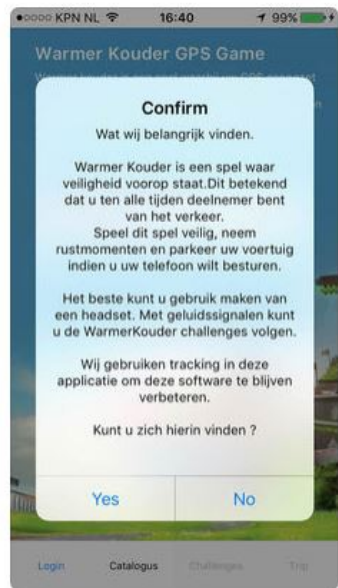 KPN NL 16:40 99%
Warmer Kouder GPS Game
Confirm
Wat wij belangrijk vinden.
Warmer Kouder is een spel waar
veiligheid voorop staat.Dit betekend
dat u ten alle tijden deelnemer bent
van het verkeer.
Speel dit spel veilig, neem
rustmomenten en parkeer uw voertuig
indien u uw telefoon wilt besturen.
Het beste kunt u gebruik maken van
een headset. Met geluidssignalen kunt
u de WarmerKouder challenges volgen.
Wij gebruiken tracking in deze
applicatie om deze software te blijven
verbeteren.
Kunt u zich hierin vinden ?
Yes No
Login Catalogus Challenges Trip